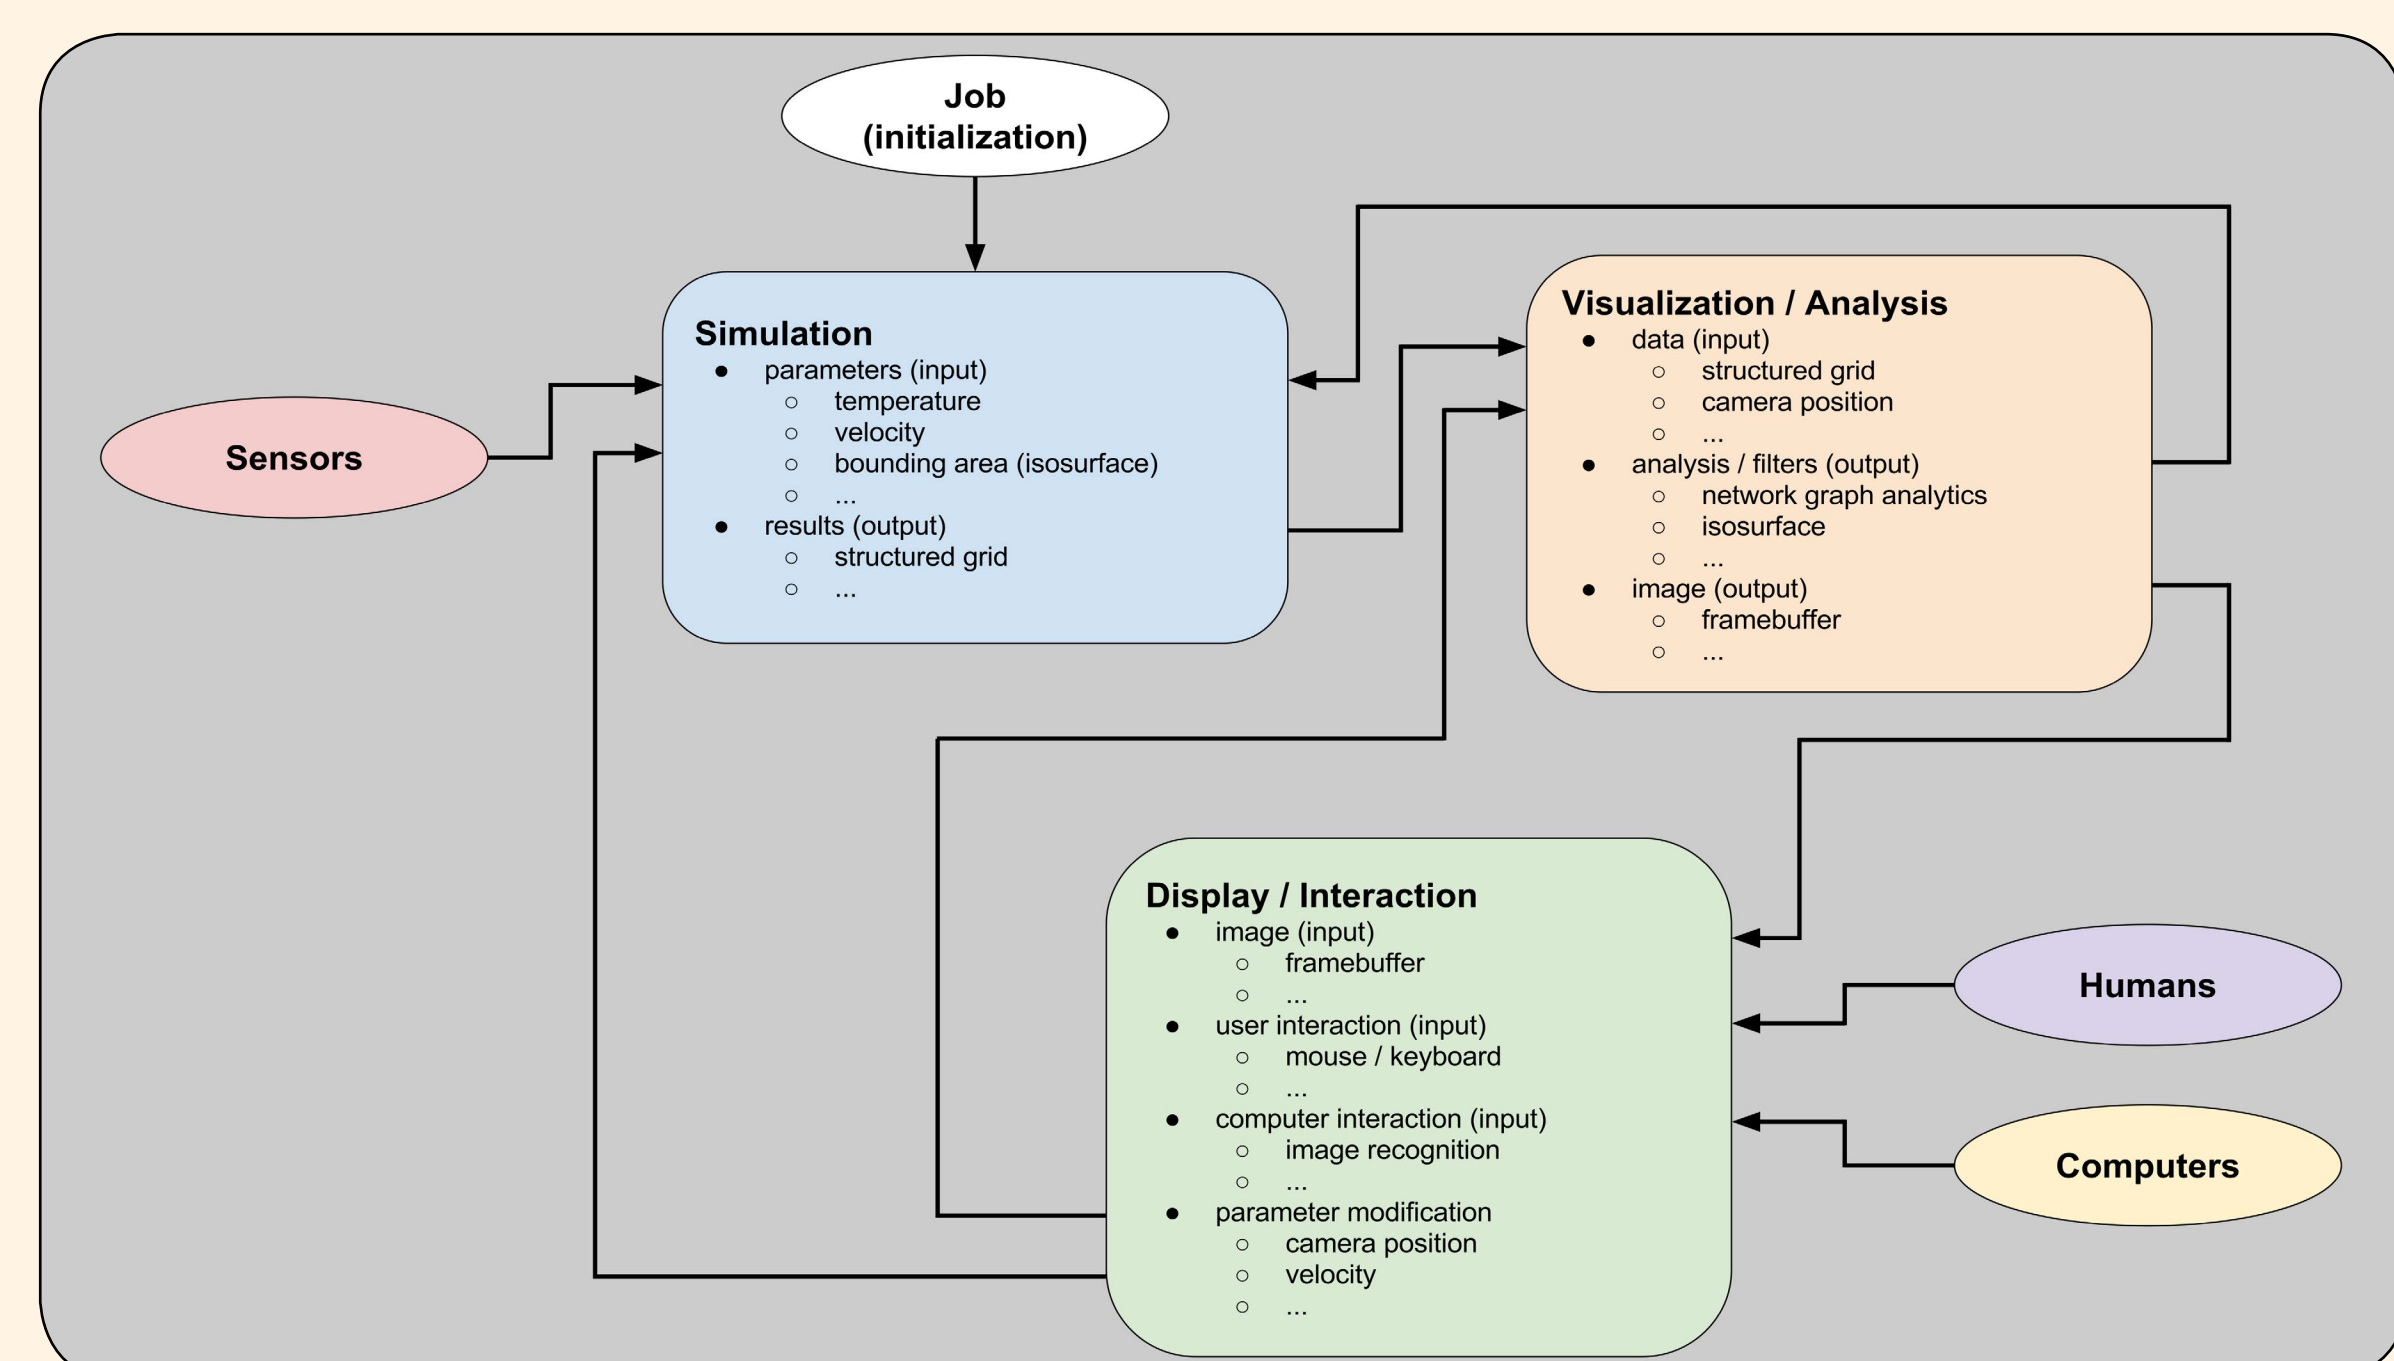 Job
(initialization)
Simulation
● parameters (input)
○ temperature
○ velocity
○ bounding area (isosurface)
○ ...
● results (output)
○ structured grid
○ ...
Visualization / Analysis
● data (input)
○ structured grid
○ camera position
○ ...
● analysis / filters (output)
○ network graph analytics
○ isosurface
○ ...
● image (output)
○ framebuffer
○ ...
Sensors
Display / Interaction
● image (input)
○ framebuffer
○ ...
● user interaction (input)
○ mouse / keyboard
○ ...
● computer interaction (input)
○ image recognition
○ ...
● parameter modification
○ camera position
○ velocity
○ ...
Humans
Computers